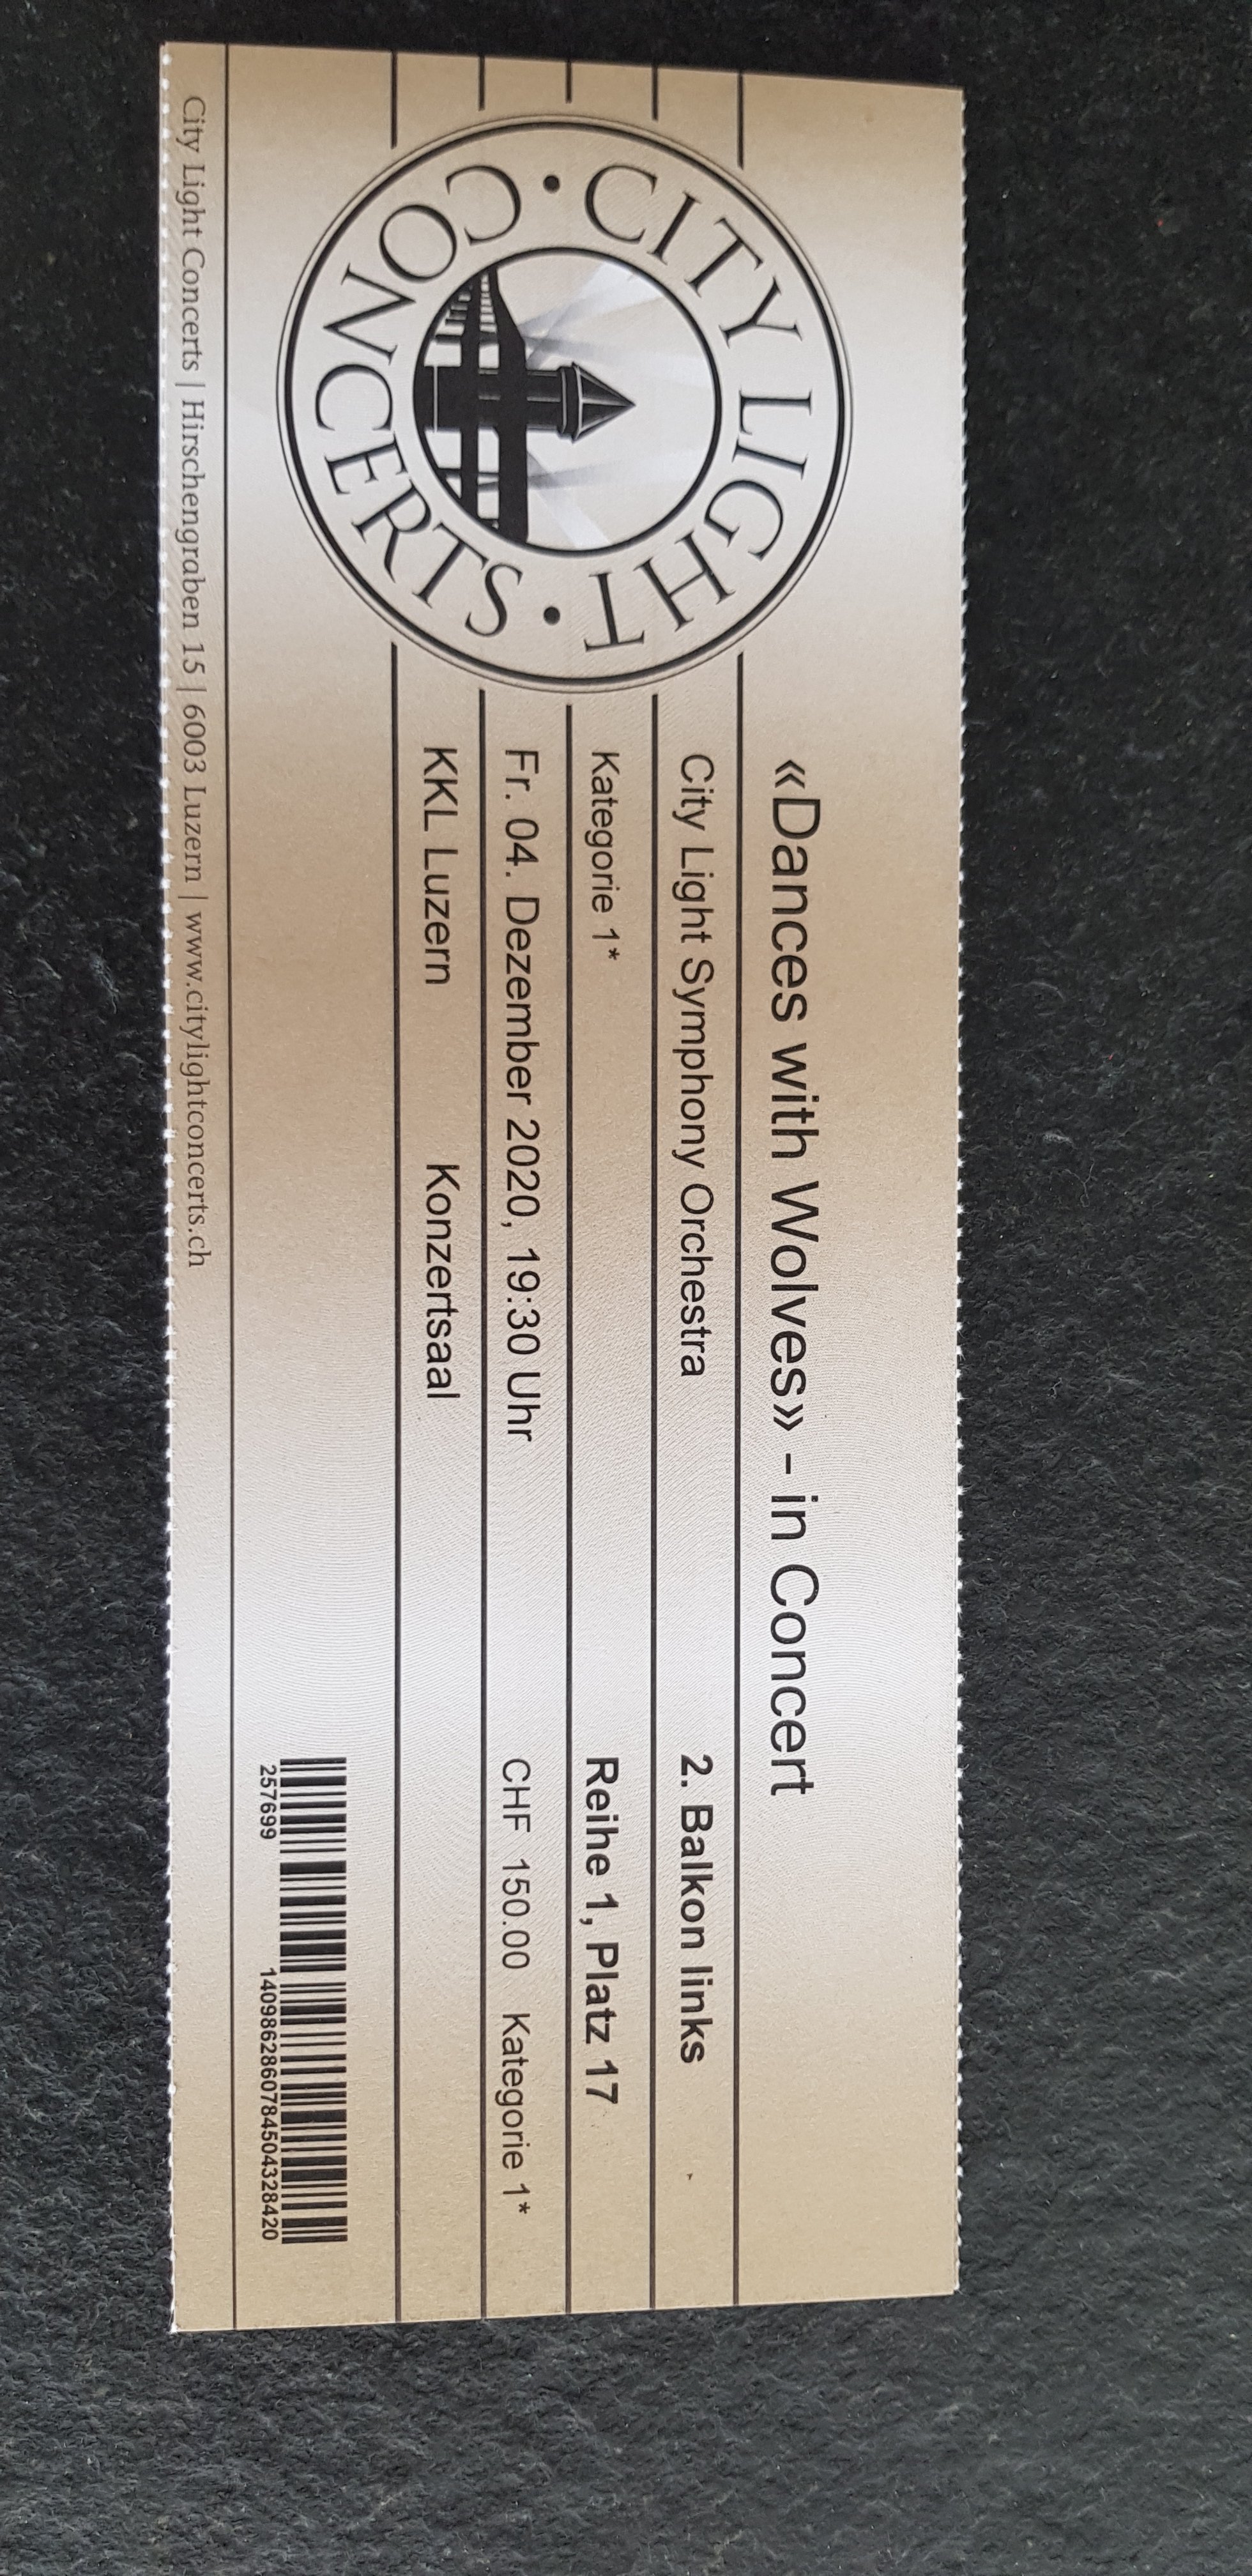 CITY LIGHT
CONCERTS
«Dances with Wolves» - in Concert
City Light Symphony Orchestra
2. Balkon links
Kategorie 1*
Reihe 1, Platz 17
Fr. 04. Dezember 2020, 19:30 Uhr
CHF 150.00 Kategorie 1*
KKL Luzern Konzertsaal
257699 1409862860784504328420
City Light Concerts | Hirschengraben 15 | 6003 Luzern | www.citylightconcerts.ch